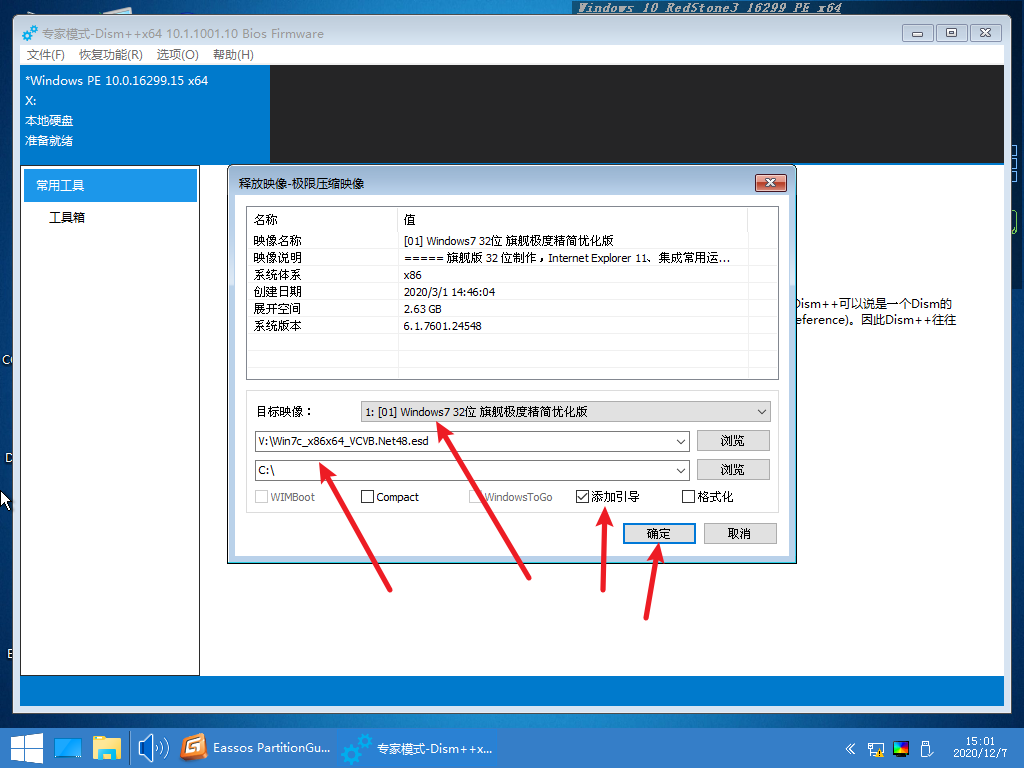 Windows 10 RedStone3 16299 PE x64
专家模式-Dism++x64 10.1.1001.10 Bios Firmware
文件(F) 恢复功能(R) 选项(O) 帮助(H)
*Windows PE 10.0.16299.15 x64
X:
本地硬盘
准备就绪
常用工具
工具箱
释放映像-极限压缩映像
名称 值
映像名称 [01] Windows7 32位 旗舰极度精简优化版
映像说明 ===== 旗舰版 32 位制作，Internet Explorer 11、集成常用运...
系统体系 x86
创建日期 2020/3/1 14:46:04
展开空间 2.63 GB
系统版本 6.1.7601.24548
Dism++可以说是一个Dism的
eference)。因此Dism++往往
目标映像： 1: [01] Windows7 32位 旗舰极度精简优化版
V:\Win7c_x86x64_VCVB.Net48.esd 浏览
C:\ 浏览
WIMBoot Compact WindowsToGo 添加引导 格式化
确定 取消
Eassos PartitionGu... 专家模式-Dism++x...
15:01
2020/12/7